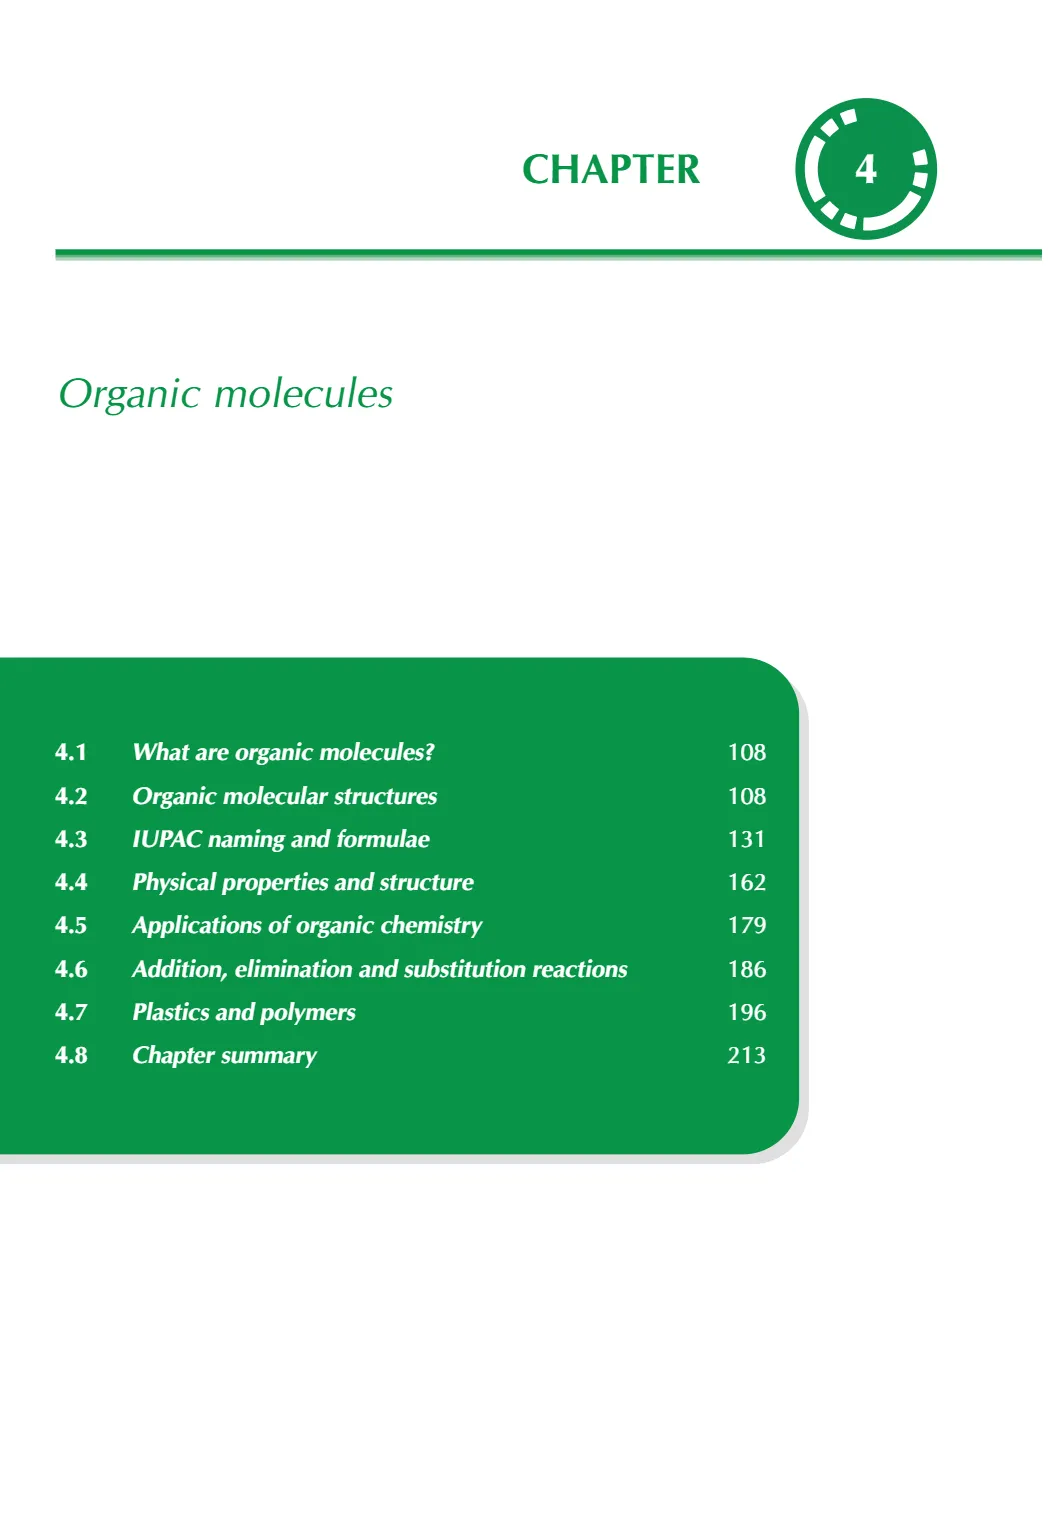 CHAPTER 4
Organic molecules
4.1 What are organic molecules? 108
4.2 Organic molecular structures 108
4.3 IUPAC naming and formulae 131
4.4 Physical properties and structure 162
4.5 Applications of organic chemistry 179
4.6 Addition, elimination and substitution reactions 186
4.7 Plastics and polymers 196
4.8 Chapter summary 213